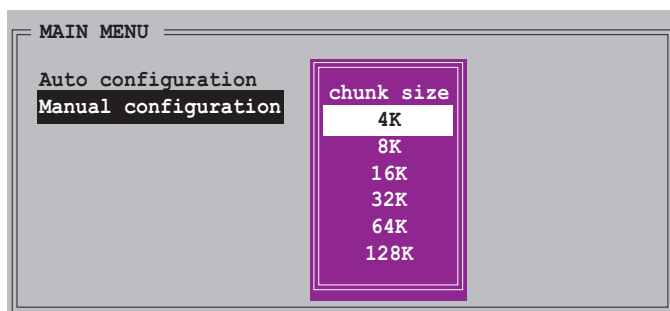 MAIN MENU
Auto configuration
Manual configuration
chunk size
4K
8K
16K
32K
64K
128K